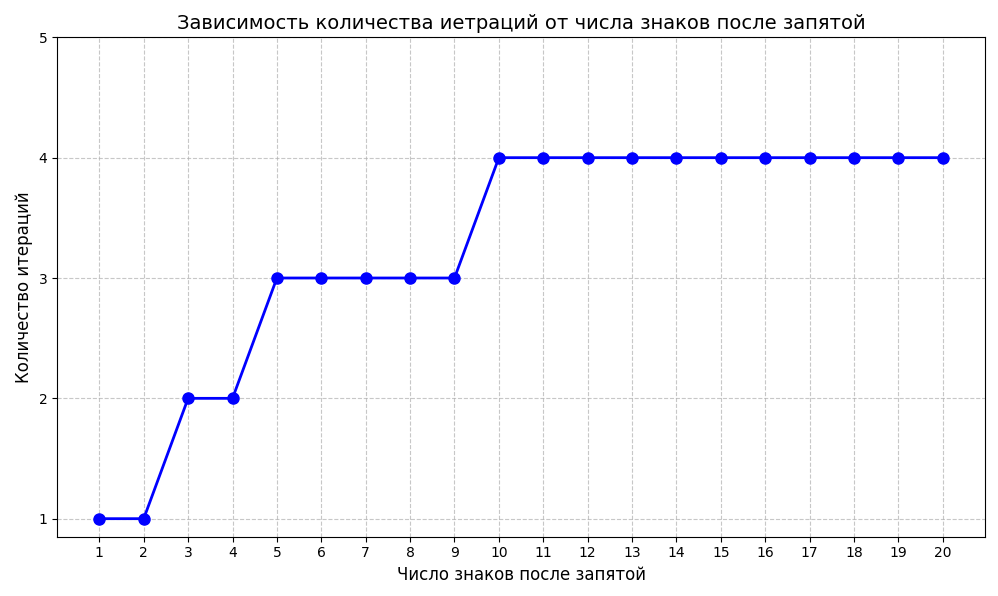 Зависимость количества иетраций от числа знаков после запятой
Количество итераций
5
4
3
2
1
1 2 3 4 5 6 7 8 9 10 11 12 13 14 15 16 17 18 19 20
Число знаков после запятой